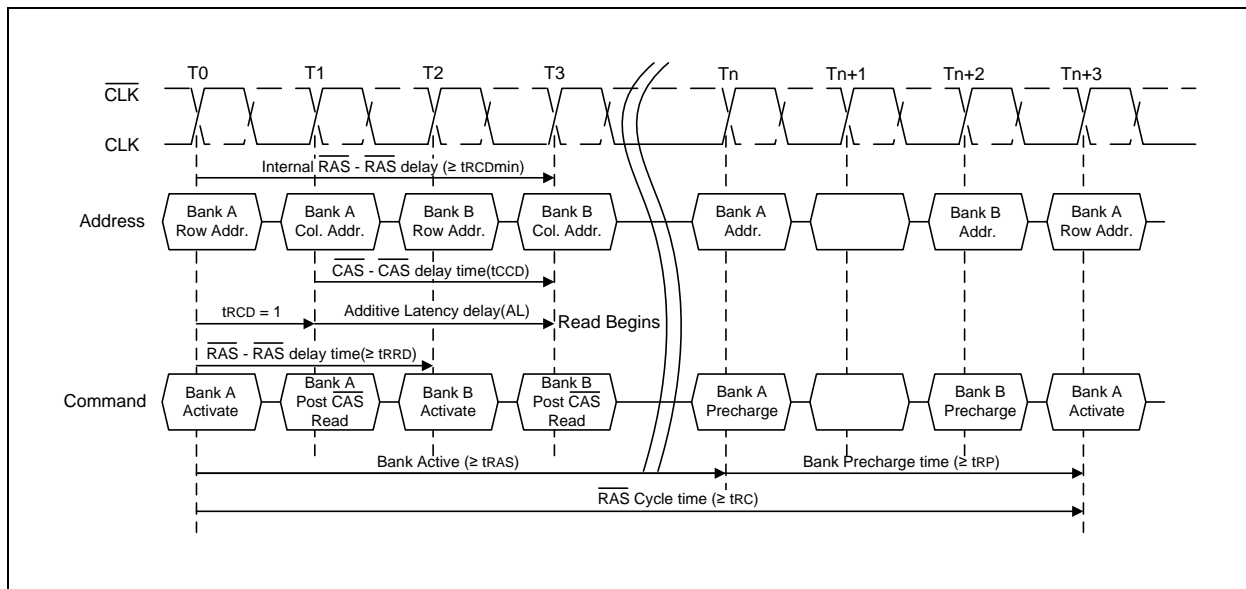 T0 T1 T2 T3 Tn Tn+1 Tn+2 Tn+3
CLK
CLK
Internal RAS - RAS delay (≥ tRCDmin)
Address
Bank A
Row Addr.
Bank A
Col. Addr.
Bank B
Row Addr.
Bank B
Col. Addr.
Bank A
Addr.
Bank B
Addr.
Bank A
Row Addr.
CAS - CAS delay time(tCCD)
tRCD = 1
Additive Latency delay(AL)
Read Begins
RAS - RAS delay time(≥ tRRD)
Command
Bank A
Activate
Bank A
Post CAS
Read
Bank B
Activate
Bank B
Post CAS
Read
Bank A
Precharge
Bank B
Precharge
Bank A
Activate
Bank Active (≥ tRAS)
Bank Precharge time (≥ tRP)
RAS Cycle time (≥ tRC)